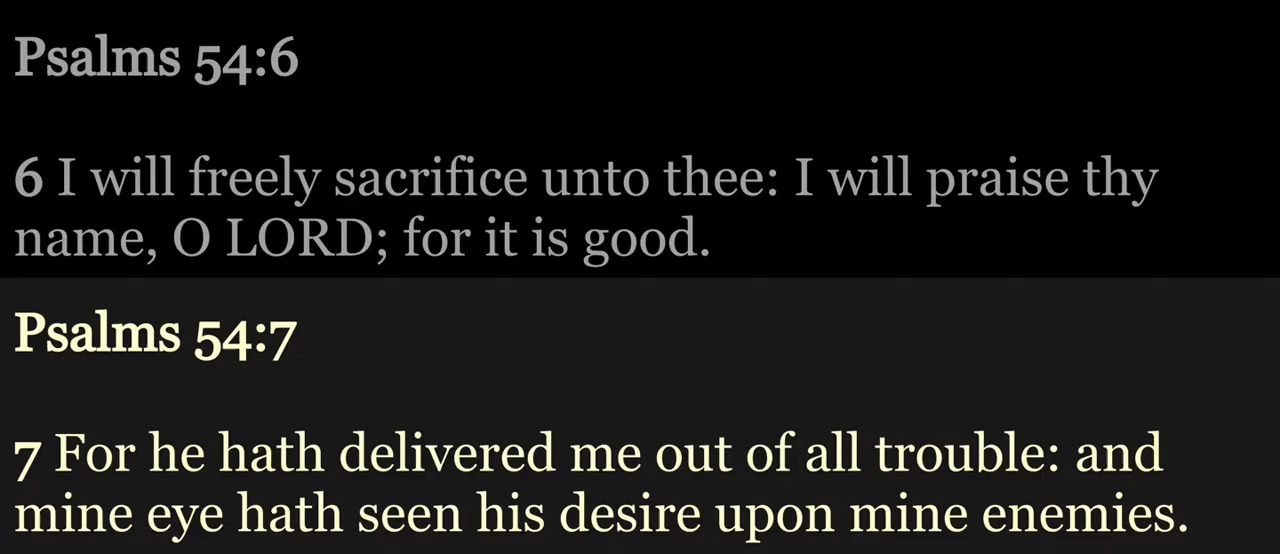 Psalms 54:6
6 I will freely sacrifice unto thee: I will praise thy
name, O LORD; for it is good.
Psalms 54:7
7 For he hath delivered me out of all trouble: and
mine eye hath seen his desire upon mine enemies.